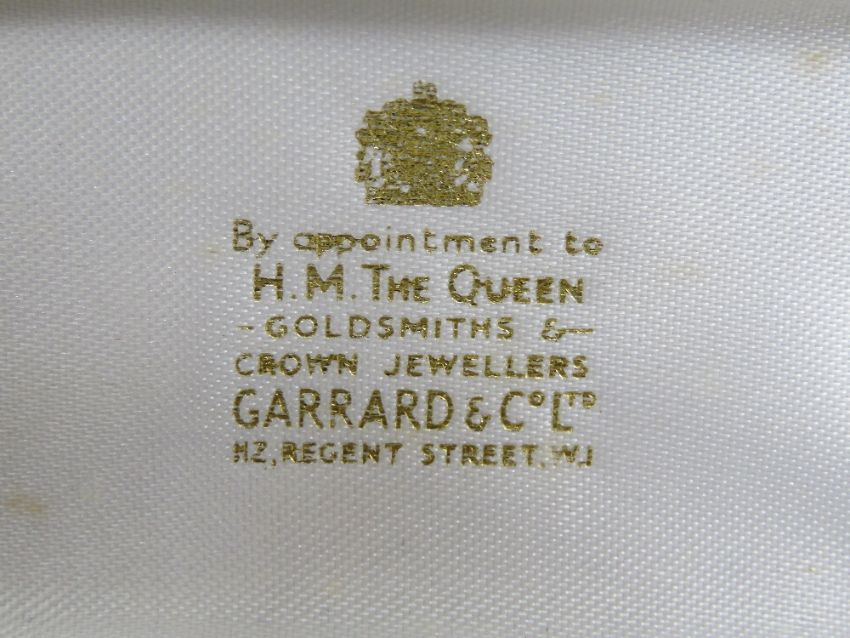 By appointment to
H.M. THE QUEEN
- GOLDSMITHS & -
CROWN JEWELLERS
GARRARD & Cº LTD
112, REGENT STREET, W.1